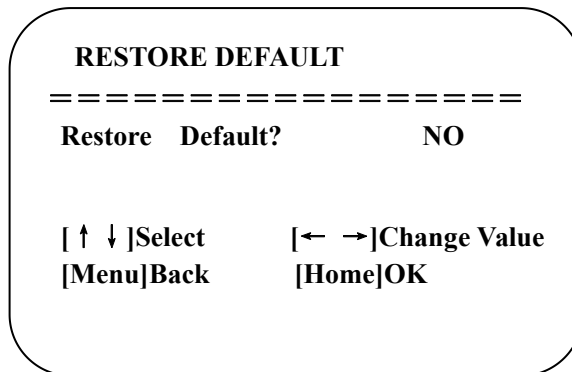 RESTORE DEFAULT
=================
Restore Default? NO
[↑ ↓]Select [← →]Change Value
[Menu]Back [Home]OK